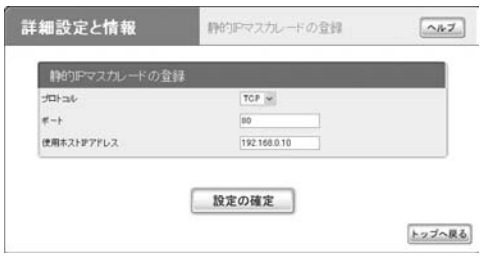 詳細設定と情報
静的IPマスカレードの登録
ヘルプ
静的IPマスカレードの登録
プロトコル
TCP
ポート
80
使用ホストIPアドレス
192.168.0.10
設定の確定
トップへ戻る